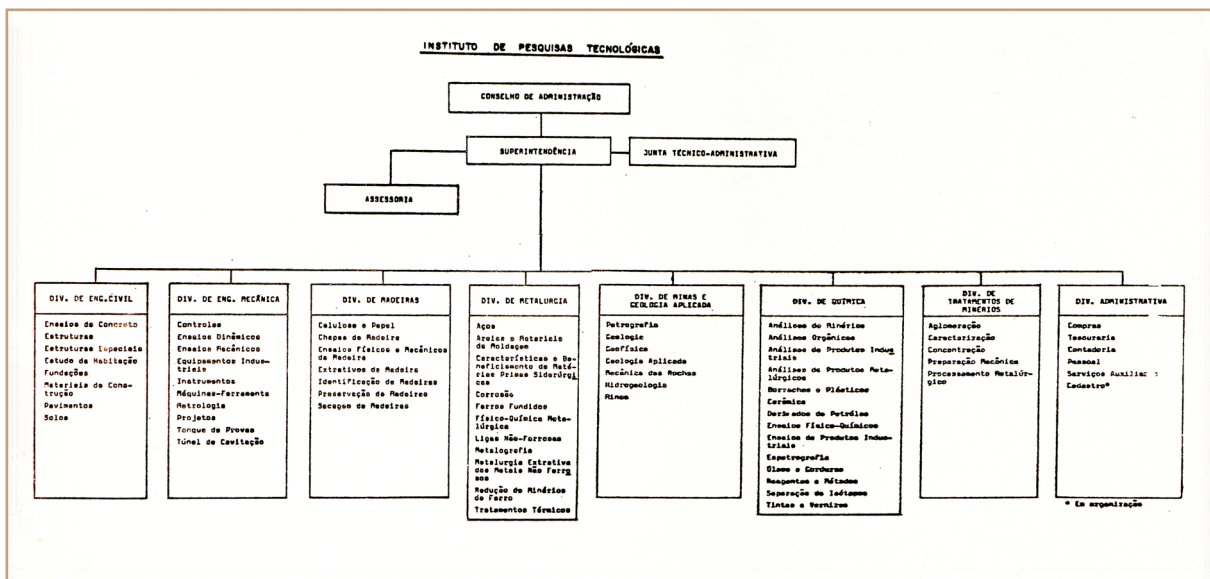 INSTITUTO DE PESQUISAS TECNOLÓGICAS
CONSELHO DE ADMINISTRAÇÃO
SUPERINTENDÊNCIA
JUNTA TÉCNICO-ADMINISTRATIVA
ASSESSORIA
DIV. DE ENG.CIVIL
Ensaios de Concreto
Estruturas
Estruturas Especiais
Estudo da Habitação
Fundações
Materiais de Cons-
trução
Pavimentos
Solos
DIV. DE ENG. MECÂNICA
Controles
Ensaios Dinâmicos
Ensaios Mecânicos
Equipamentos Indus-
triais
Instrumentos
Máquinas-Ferramenta
Metrologia
Projetos
Tanque de Provas
Túnel de Cavitação
DIV. DE MADEIRAS
Celulose e Papel
Chapas de Madeira
Ensaios Físicos e Mecânicos
da Madeira
Extrativos de Madeira
Identificação de Madeiras
Preservação de Madeiras
Secagem de Madeiras
DIV. DE METALURGIA
Aços
Areias e Materiais
de Moldagem
Características e Be-
neficiamento de Maté-
rias Primas Siderúrgi
cas
Corrosão
Ferros Fundidos
Físico-Química Meta-
lúrgica
Ligas Não-Ferrosas
Metalografia
Metalurgia Extrativa
dos Metais Não Ferro
sos
Redução de Minérios
de Ferro
Tratamentos Térmicos
DIV. DE MINAS E
GEOLOGIA APLICADA
Petrografia
Geologia
Geofísica
Geologia Aplicada
Mecânica das Rochas
Hidrogeologia
Minas
DIV. DE QUÍMICA
Análises de Minérios
Análises Orgânicas
Análises de Produtos Indus
triais
Análises de Produtos Meta-
lúrgicos
Borrachas e Plásticos
Cerâmica
Derivados de Petróleo
Ensaios Físico-Químicos
Ensaios de Produtos Indus-
triais
Espetrografia
Óleos e Gorduras
Reagentes e Métodos
Separação de Isótopos
Tintas e Vernizes
DIV. DE
TRATAMENTOS DE
MINÉRIOS
Aglomeração
Caractarização
Concentração
Preparação Mecânica
Processamento Metalúr-
gico
DIV. ADMINISTRATIVA
Compras
Tesouraria
Contadoria
Pessoal
Serviços Auxiliar s
Cadastro*
* Em organização